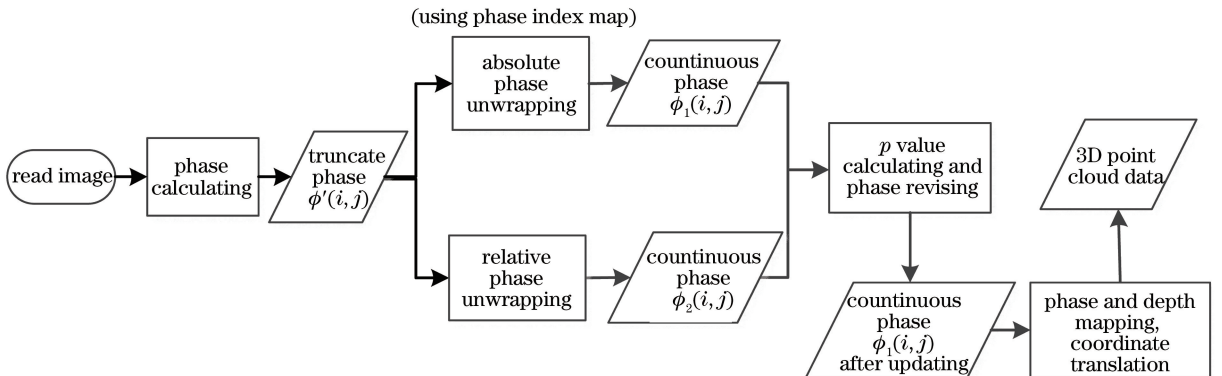 (using phase index map)
read image
phase
calculating
truncate
phase
ϕ′(i, j)
absolute
phase
unwrapping
countinuous
phase
ϕ₁(i, j)
relative
phase
unwrapping
countinuous
phase
ϕ₂(i, j)
p value
calculating and
phase revising
countinuous
phase
ϕ₁(i, j)
after updating
phase and depth
mapping,
coordinate
translation
3D point
cloud data